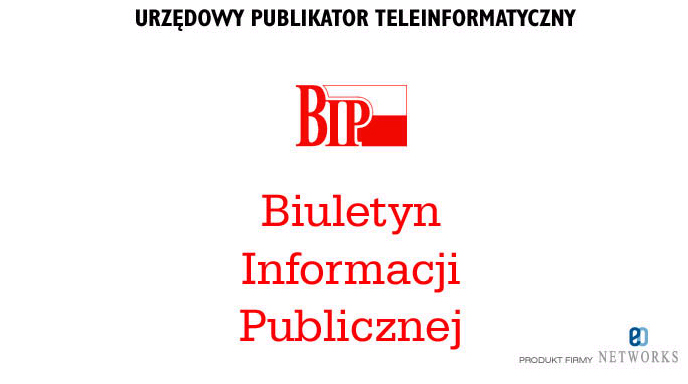 URZĘDOWY PUBLIKATOR TELEINFORMATYCZNY
BIP
Biuletyn
Informacji
Publicznej
PRODUKT FIRMY NETWORKS